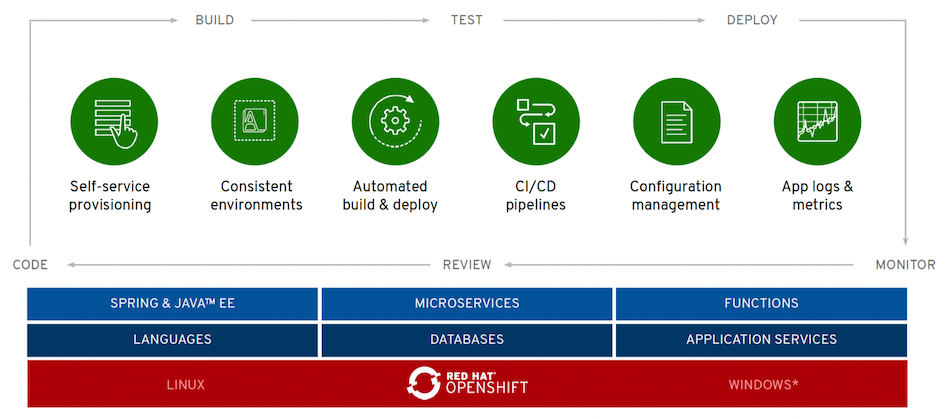 BUILD
TEST
DEPLOY
Self-service
provisioning
Consistent
environments
Automated
build & deploy
CI/CD
pipelines
Configuration
management
App logs &
metrics
CODE
REVIEW
MONITOR
SPRING & JAVA™ EE
MICROSERVICES
FUNCTIONS
LANGUAGES
DATABASES
APPLICATION SERVICES
LINUX
RED HAT®
OPENSHIFT
WINDOWS*